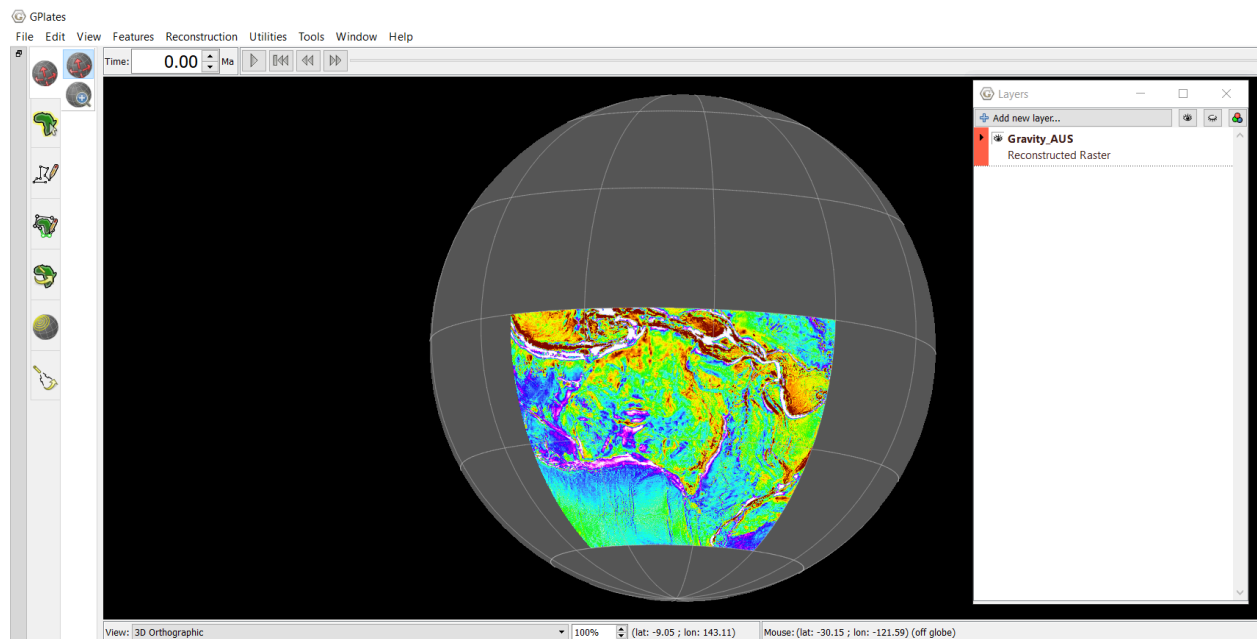 GPlates
File Edit View Features Reconstruction Utilities Tools Window Help
Time: 0.00 Ma
Layers
Add new layer...
Gravity_AUS
Reconstructed Raster
View: 3D Orthographic 100% (lat: -9.05 ; lon: 143.11) Mouse: (lat: -30.15 ; lon: -121.59) (off globe)